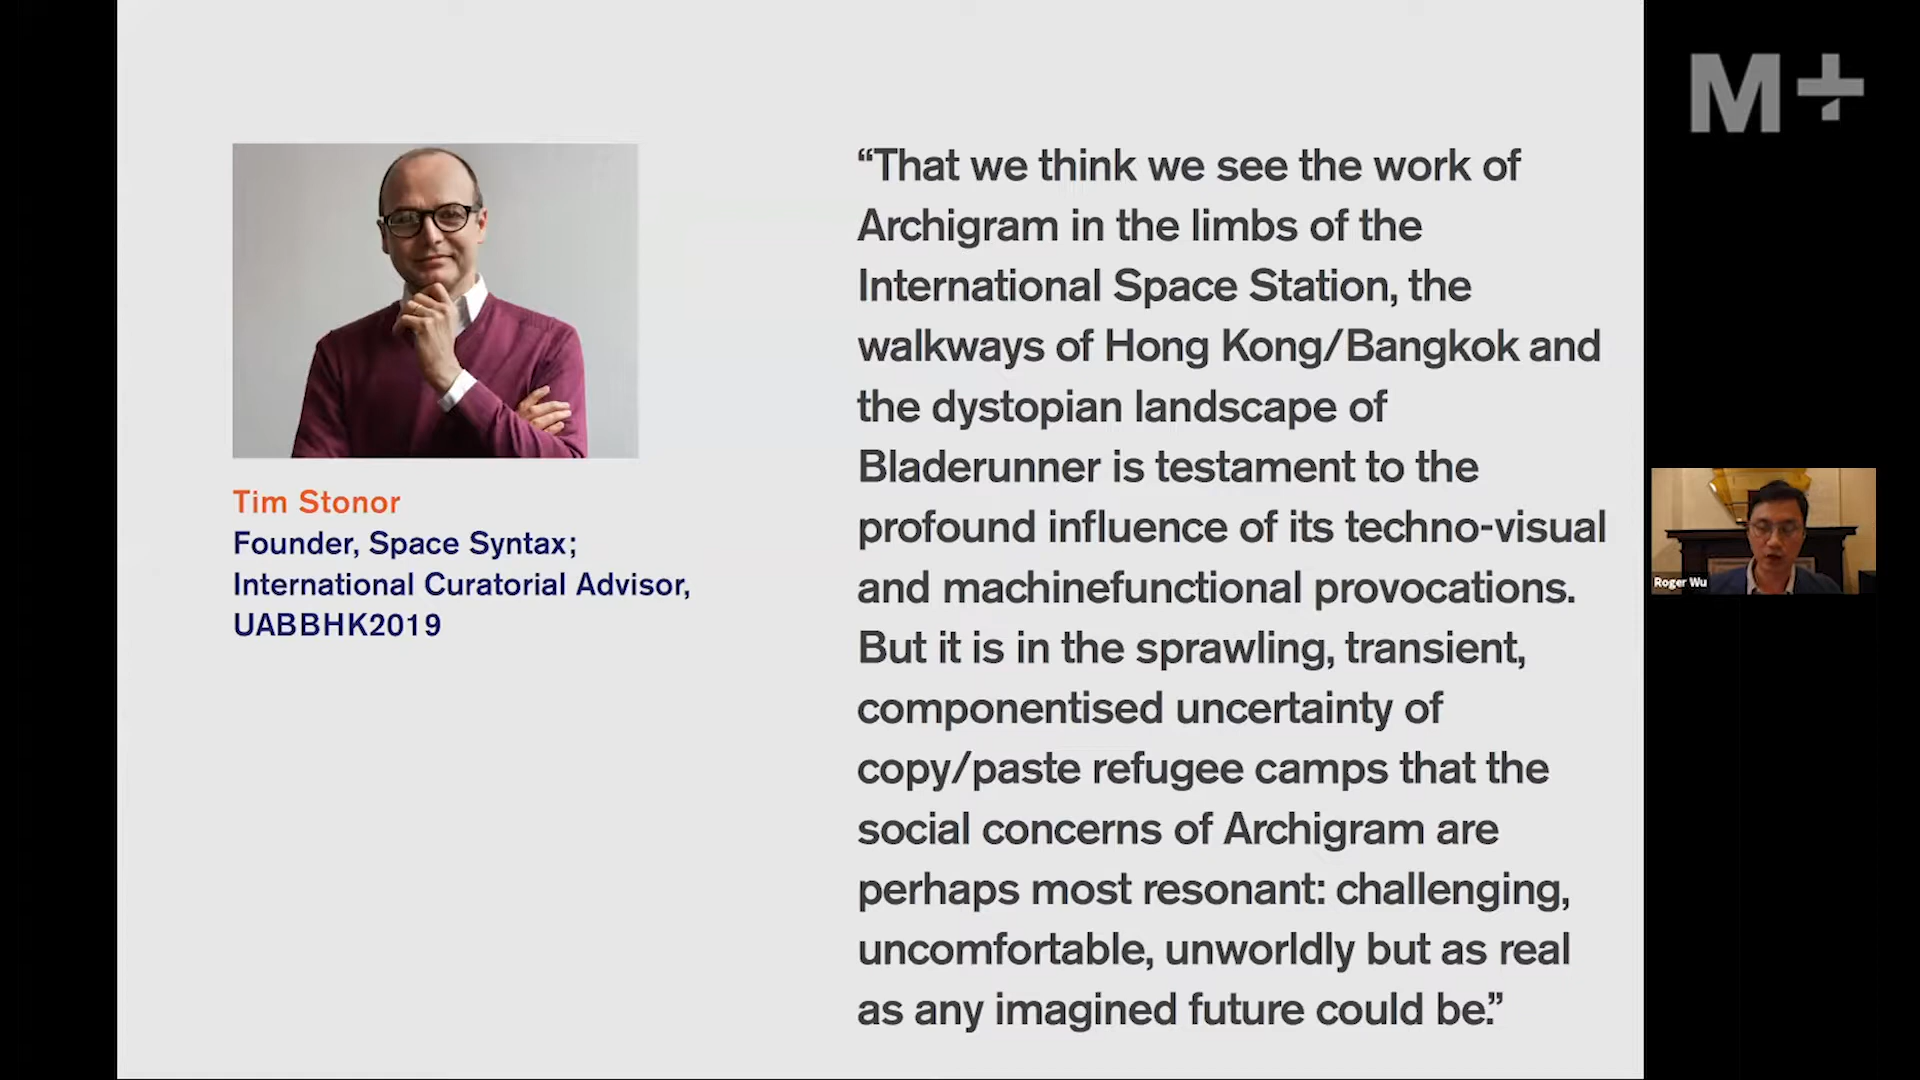 M+
Tim Stonor
Founder, Space Syntax;
International Curatorial Advisor,
UABBHK2019
“That we think we see the work of
Archigram in the limbs of the
International Space Station, the
walkways of Hong Kong/Bangkok and
the dystopian landscape of
Bladerunner is testament to the
profound influence of its techno-visual
and machinefunctional provocations.
But it is in the sprawling, transient,
componentised uncertainty of
copy/paste refugee camps that the
social concerns of Archigram are
perhaps most resonant: challenging,
uncomfortable, unworldly but as real
as any imagined future could be.”
Roger Wu